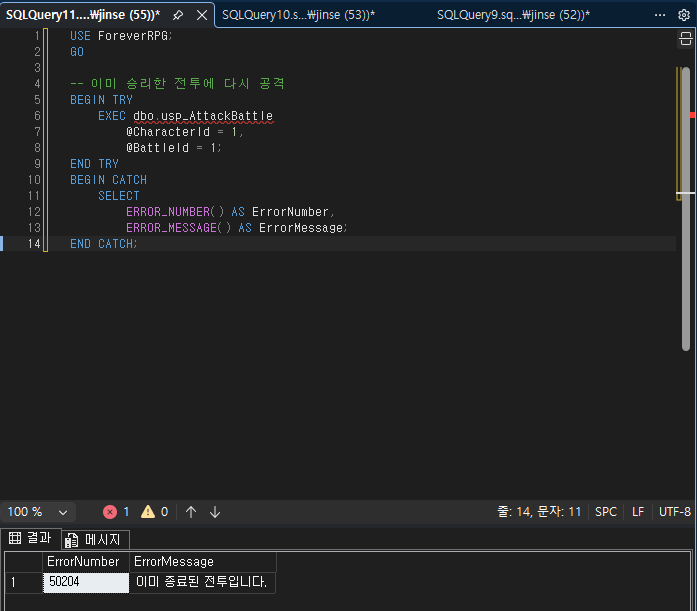 SQLQuery11....₩jinse (55))* SQLQuery10.s...₩jinse (53))* SQLQuery9.sq...₩jinse (52))*
1 USE ForeverRPG;
2 GO
3
4 -- 이미 승리한 전투에 다시 공격
5 BEGIN TRY
6 EXEC dbo.usp_AttackBattle
7 @CharacterId = 1,
8 @BattleId = 1;
9 END TRY
10 BEGIN CATCH
11 SELECT
12 ERROR_NUMBER() AS ErrorNumber,
13 ERROR_MESSAGE() AS ErrorMessage;
14 END CATCH;
100 % 1 0 줄: 14, 문자: 11 SPC LF UTF-8
결과 메시지
ErrorNumber ErrorMessage
1 50204 이미 종료된 전투입니다.